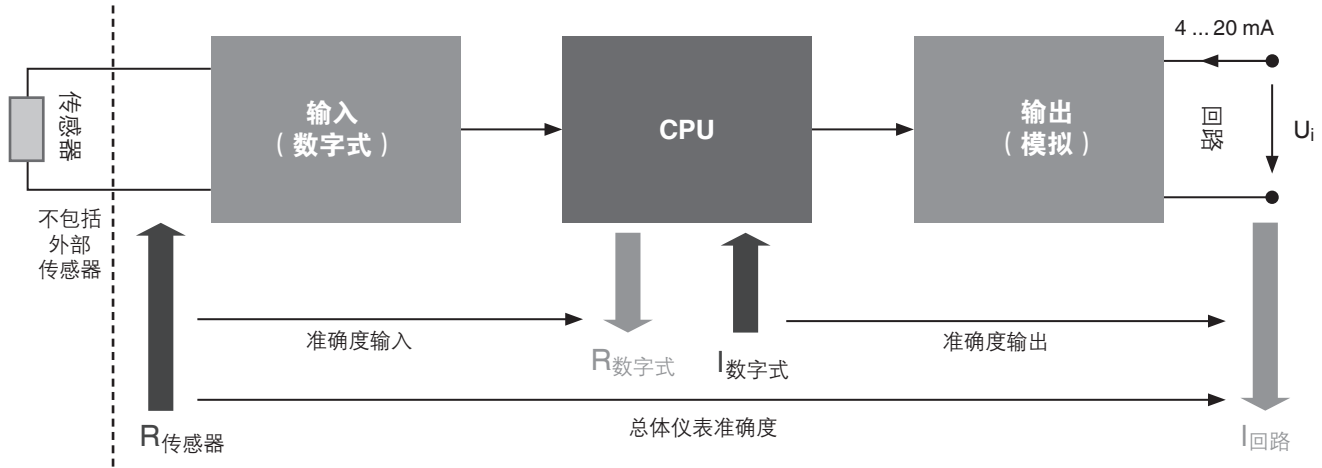 4 ... 20 mA
传感器
输入
（数字式）
CPU
输出
（模拟）
回路
Ui
不包括
外部
传感器
准确度输入
R数字式
I数字式
准确度输出
R传感器
总体仪表准确度
I回路